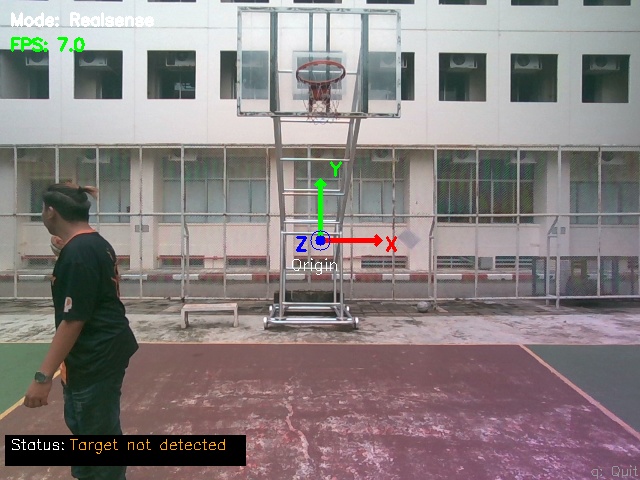 Mode: Realsense
FPS: 7.0
Y
Z
X
Origin
Status: Target not detected
q: Quit